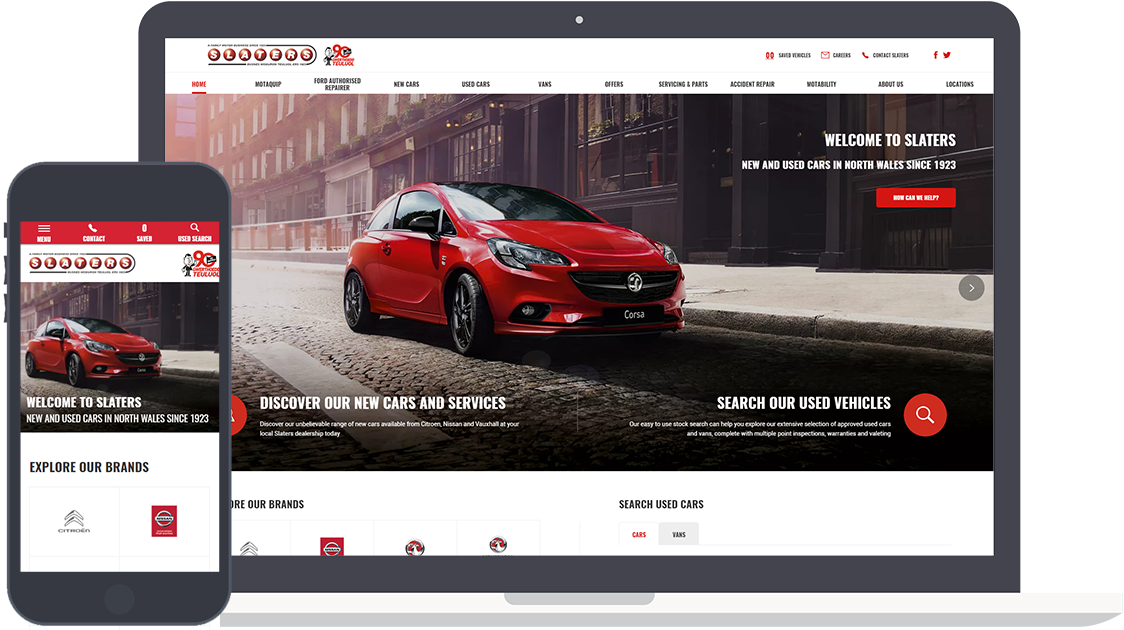 A FAMILY MOTOR BUSINESS SINCE 1923
SLATERS
BUSNES MODURON TEULUOL ERS 1923
90
GWERTHOEDD
TEULUOL
0
SAVED VEHICLES
CAREERS
CONTACT SLATERS
HOME
MOTAQUIP
FORD AUTHORISED
REPAIRER
NEW CARS
USED CARS
VANS
OFFERS
SERVICING & PARTS
ACCIDENT REPAIR
MOTABILITY
ABOUT US
LOCATIONS
WELCOME TO SLATERS
NEW AND USED CARS IN NORTH WALES SINCE 1923
HOW CAN WE HELP?
Corsa
DISCOVER OUR NEW CARS AND SERVICES
Discover our unbelievable range of new cars available from Citroen, Nissan and Vauxhall at your
local Slaters dealership today
SEARCH OUR USED VEHICLES
Our easy to use stock search can help you explore our extensive selection of approved used cars
and vans, complete with multiple point inspections, warranties and valeting
ORE OUR BRANDS
NISSAN
SEARCH USED CARS
CARS
VANS
MENU
CONTACT
0
SAVED
USED SEARCH
SLATERS
90
TEULUOL
WELCOME TO SLATERS
NEW AND USED CARS IN NORTH WALES SINCE 1923
EXPLORE OUR BRANDS
CITROËN
NISSAN